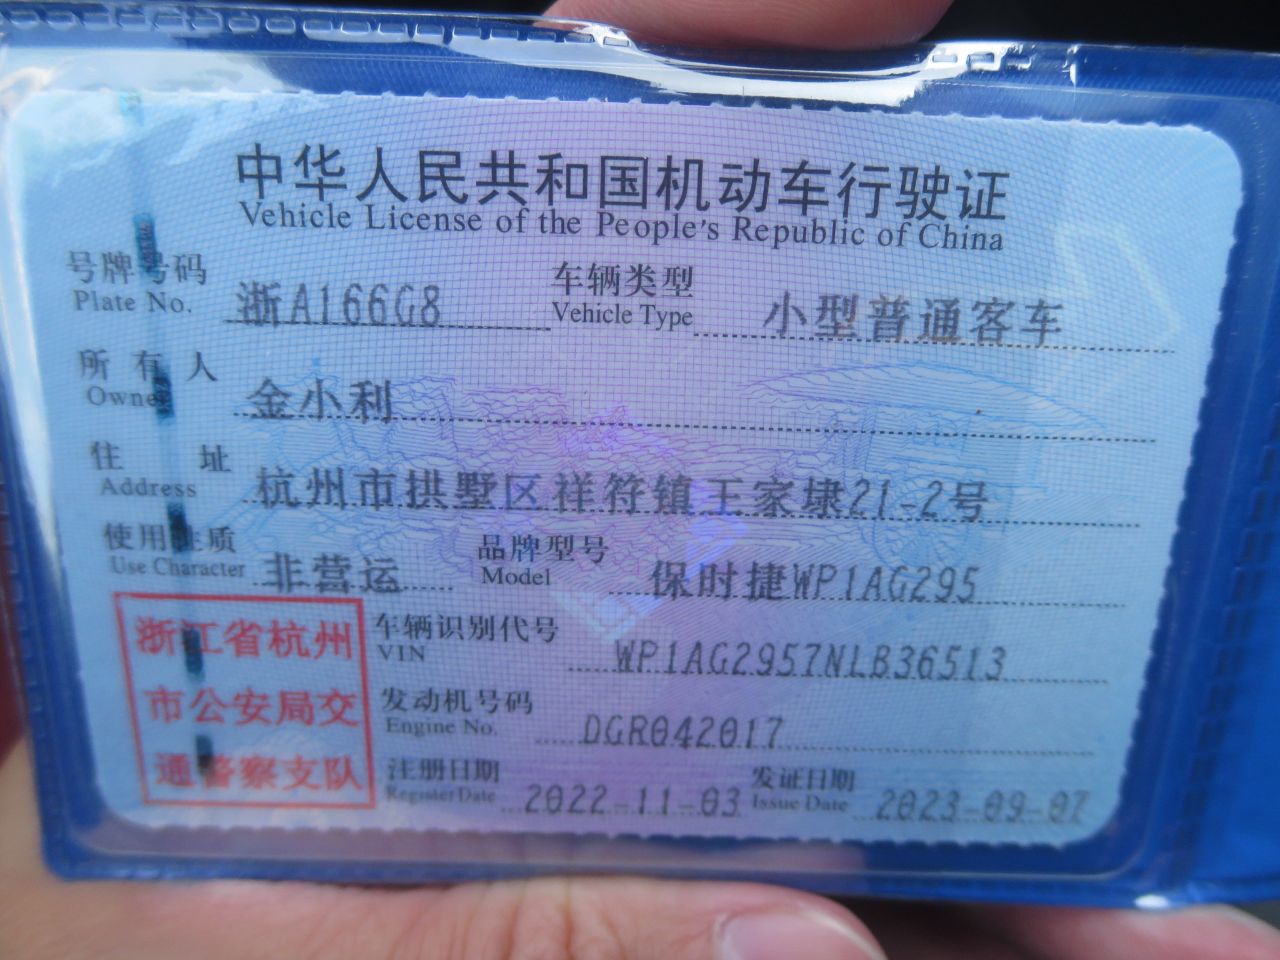 中华人民共和国机动车行驶证
Vehicle License of the People's Republic of China
号牌号码 浙A166G8 车辆类型 小型普通客车
Plate No. Vehicle Type
所有人 金小利
Owner
住址 杭州市拱墅区祥符镇王家埭21-2号
Address
使用性质 非营运 品牌型号 保时捷WP1AG295
Use Character Model
浙江省杭州 车辆识别代号 WP1AG2957NLB36513
VIN
市公安局交 发动机号码 DGR042017
Engine No.
通警察支队 注册日期 2022-11-03 发证日期 2023-09-07
Register Date Issue Date